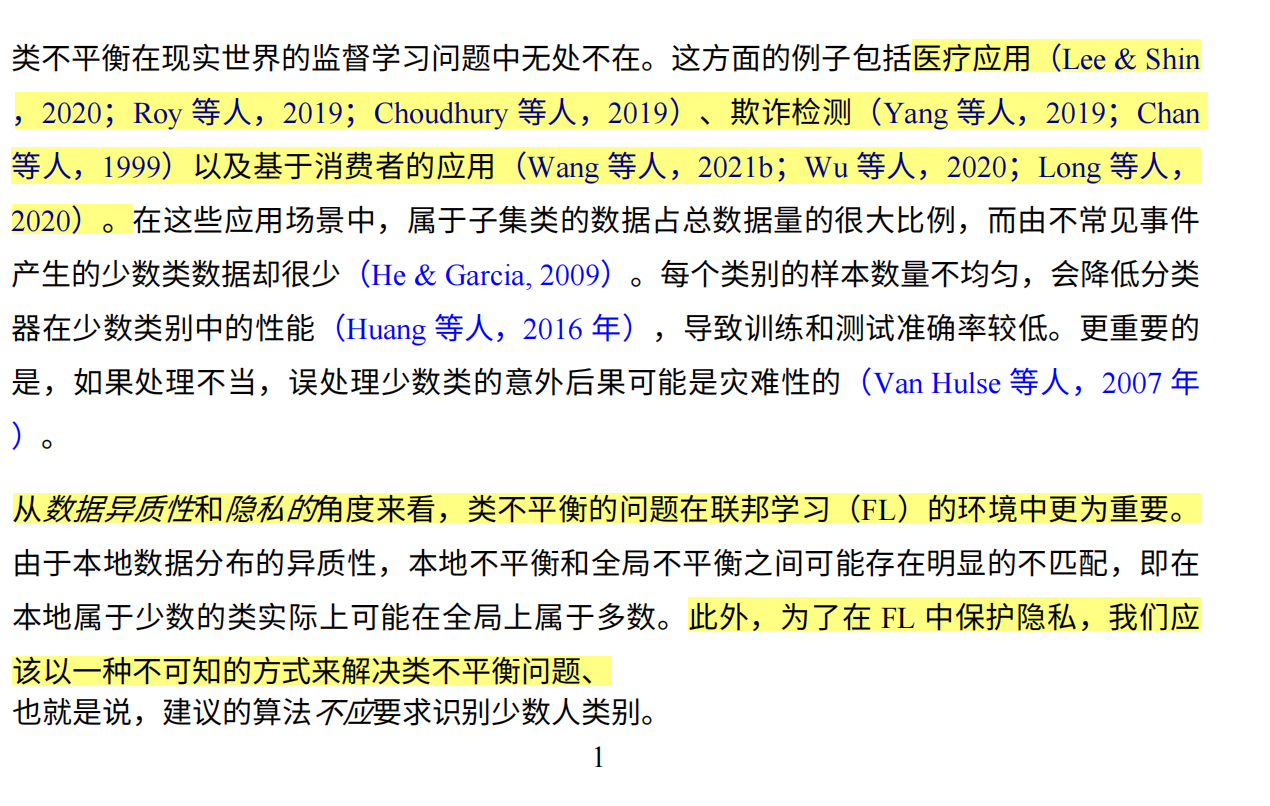 类不平衡在现实世界的监督学习问题中无处不在。这方面的例子包括医疗应用（Lee & Shin
，2020；Roy 等人，2019；Choudhury 等人，2019）、欺诈检测（Yang 等人，2019；Chan
等人，1999）以及基于消费者的应用（Wang 等人，2021b；Wu 等人，2020；Long 等人，
2020）。在这些应用场景中，属于子集类的数据占总数据量的很大比例，而由不常见事件
产生的少数类数据却很少（He & Garcia, 2009）。每个类别的样本数量不均匀，会降低分类
器在少数类别中的性能（Huang 等人，2016 年），导致训练和测试准确率较低。更重要的
是，如果处理不当，误处理少数类的意外后果可能是灾难性的（Van Hulse 等人，2007 年
）。
从数据异质性和隐私的角度来看，类不平衡的问题在联邦学习（FL）的环境中更为重要。
由于本地数据分布的异质性，本地不平衡和全局不平衡之间可能存在明显的不匹配，即在
本地属于少数的类实际上可能在全局上属于多数。此外，为了在 FL 中保护隐私，我们应
该以一种不可知的方式来解决类不平衡问题、
也就是说，建议的算法不应要求识别少数人类别。
1